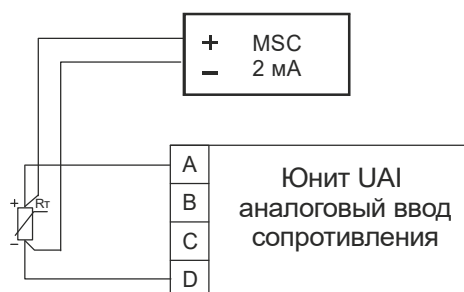 + MSC
− 2 мА
A
B
C
D
Юнит UAI
аналоговый ввод
сопротивления
+ Rт
−